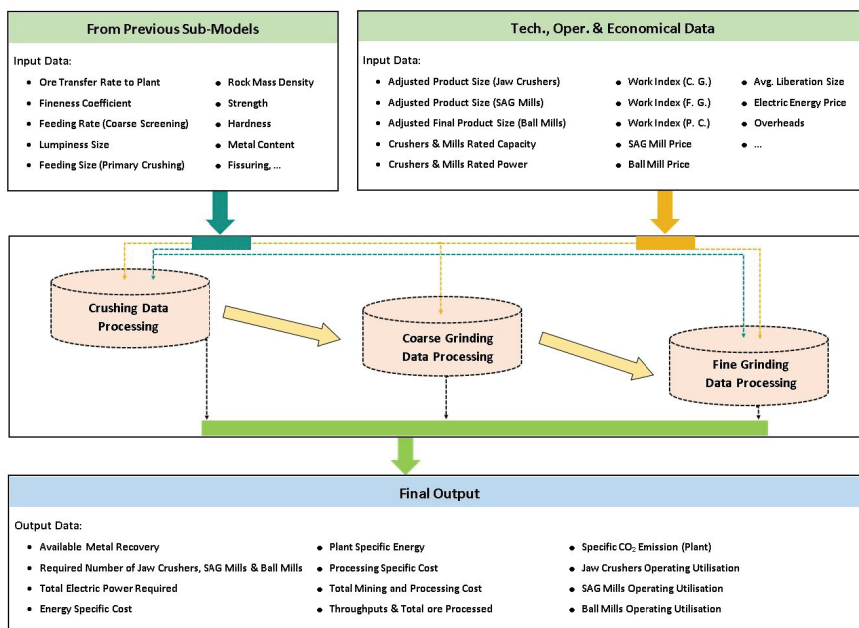 From Previous Sub-Models
Input Data:
● Ore Transfer Rate to Plant
● Fineness Coefficient
● Feeding Rate (Coarse Screening)
● Lumpiness Size
● Feeding Size (Primary Crushing)
● Rock Mass Density
● Strength
● Hardness
● Metal Content
● Fissuring, ...
Tech., Oper. & Economical Data
Input Data:
● Adjusted Product Size (Jaw Crushers)
● Adjusted Product Size (SAG Mills)
● Adjusted Final Product Size (Ball Mills)
● Crushers & Mills Rated Capacity
● Crushers & Mills Rated Power
● Work Index (C. G.)
● Work Index (F. G.)
● Work Index (P. C.)
● SAG Mill Price
● Ball Mill Price
● Avg. Liberation Size
● Electric Energy Price
● Overheads
● ...
Crushing Data
Processing
Coarse Grinding
Data Processing
Fine Grinding
Data Processing
Final Output
Output Data:
● Available Metal Recovery
● Required Number of Jaw Crushers, SAG Mills & Ball Mills
● Total Electric Power Required
● Energy Specific Cost
● Plant Specific Energy
● Processing Specific Cost
● Total Mining and Processing Cost
● Throughputs & Total ore Processed
● Specific CO₂ Emission (Plant)
● Jaw Crushers Operating Utilisation
● SAG Mills Operating Utilisation
● Ball Mills Operating Utilisation